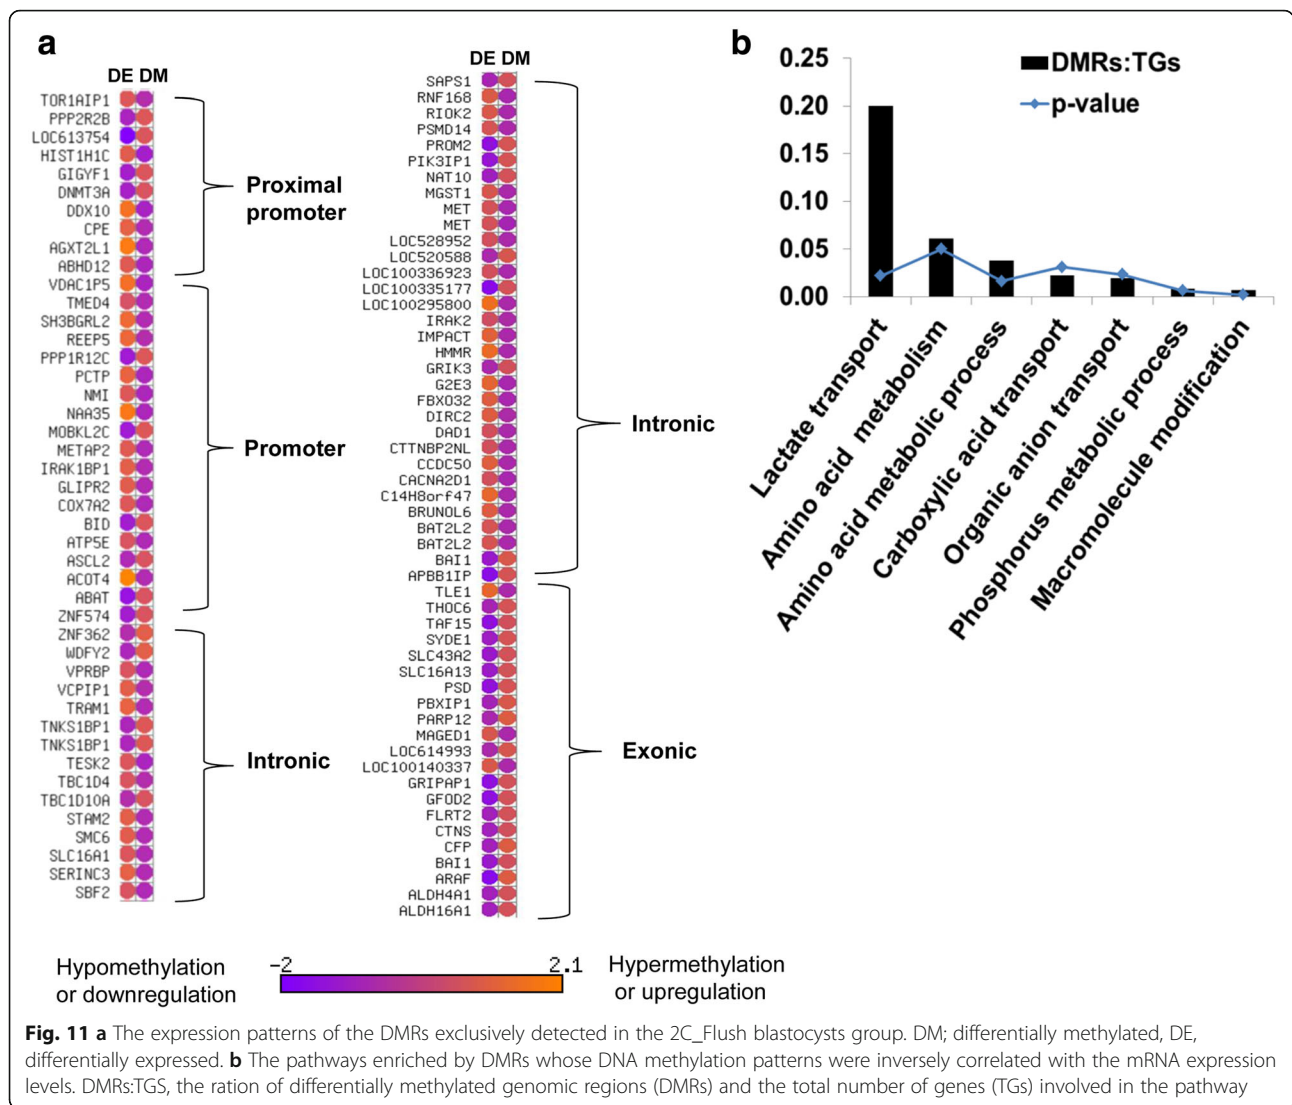 a
DE DM
TOR1AIP1
PPP2R2B
LOC613754
HIST1H1C
GIGYF1
DNMT3A
DDX10
CPE
AGXT2L1
ABHD12
VDAC1P5
TMED4
SH3BGRL2
REEP5
PPP1R12C
PCTP
NMI
NAA35
MOBKL2C
METAP2
IRAK1BP1
GLIPR2
COX7A2
BID
ATP5E
ASCL2
ACOT4
ABAT
ZNF574
ZNF362
WDFY2
VPRBP
VCPIP1
TRAM1
TNKS1BP1
TNKS1BP1
TESK2
TBC1D4
TBC1D10A
STAM2
SMC6
SLC16A1
SERINC3
SBF2
Proximal
promoter
Promoter
Intronic
DE DM
SAPS1
RNF168
RIOK2
PSMD14
PROM2
PIK3IP1
NAT10
MGST1
MET
MET
LOC528952
LOC520588
LOC100336923
LOC100335177
LOC100295800
IRAK2
IMPACT
HMMR
GRIK3
G2E3
FBXO32
DIRC2
DAD1
CTTNBP2NL
CCDC50
CACNA2D1
C14H8orf47
BRUNOL6
BAT2L2
BAT2L2
BAI1
APBB1IP
TLE1
THOC6
TAF15
SYDE1
SLC43A2
SLC16A13
PSD
PBXIP1
PARP12
MAGED1
LOC614993
LOC100140337
GRIPAP1
GFOD2
FLRT2
CTNS
CFP
BAI1
ARAF
ALDH4A1
ALDH16A1
Intronic
Exonic
Hypomethylation
or downregulation
−2
2.1
Hypermethylation
or upregulation
b
0.25
0.20
0.15
0.10
0.05
0.00
DMRs:TGs
p-value
Lactate transport
Amino acid metabolism
Amino acid metabolic process
Carboxylic acid transport
Organic anion transport
Phosphorus metabolic process
Macromolecule modification
Fig. 11 a The expression patterns of the DMRs exclusively detected in the 2C_Flush blastocysts group. DM; differentially methylated, DE,
differentially expressed. b The pathways enriched by DMRs whose DNA methylation patterns were inversely correlated with the mRNA expression
levels. DMRs:TGS, the ration of differentially methylated genomic regions (DMRs) and the total number of genes (TGs) involved in the pathway